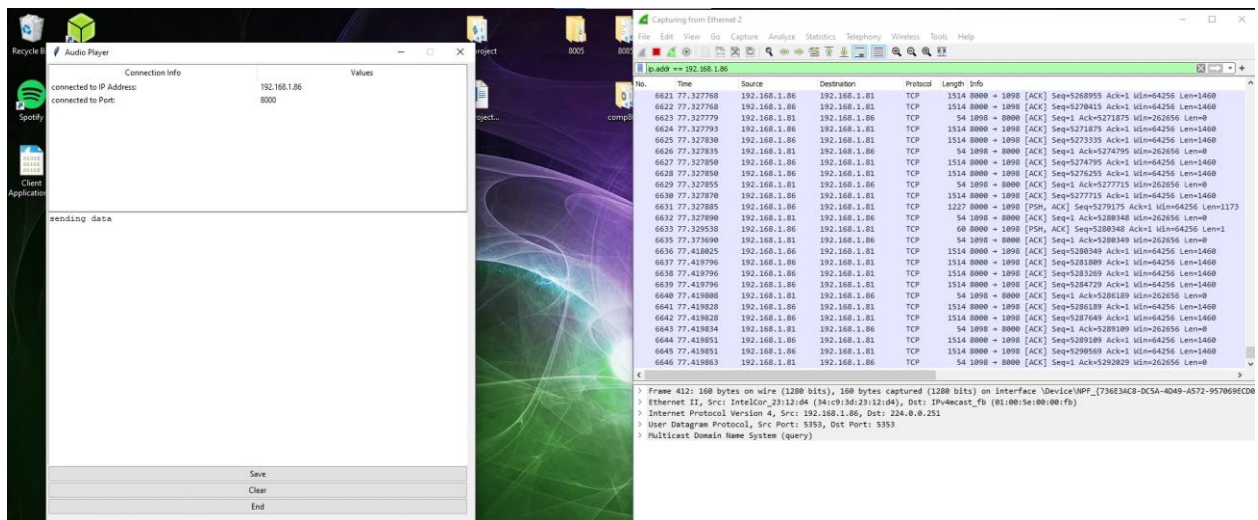 Recycle B
Spotify
Client
Application
project
8005
8085
roject...
comp80
Audio Player
Connection Info Values
connected to IP Address: 192.168.1.86
connected to Port: 8000
sending data
Save
Clear
End
Capturing from Ethernet 2
File Edit View Go Capture Analyze Statistics Telephony Wireless Tools Help
ip.addr == 192.168.1.86
No. Time Source Destination Protocol Length Info
6621 77.327768 192.168.1.86 192.168.1.81 TCP 1514 8000 → 1098 [ACK] Seq=5268955 Ack=1 Win=64256 Len=1460
6622 77.327768 192.168.1.86 192.168.1.81 TCP 1514 8000 → 1098 [ACK] Seq=5270415 Ack=1 Win=64256 Len=1460
6623 77.327779 192.168.1.81 192.168.1.86 TCP 54 1098 → 8000 [ACK] Seq=1 Ack=5271875 Win=262656 Len=0
6624 77.327793 192.168.1.86 192.168.1.81 TCP 1514 8000 → 1098 [ACK] Seq=5271875 Ack=1 Win=64256 Len=1460
6625 77.327830 192.168.1.86 192.168.1.81 TCP 1514 8000 → 1098 [ACK] Seq=5273335 Ack=1 Win=64256 Len=1460
6626 77.327835 192.168.1.81 192.168.1.86 TCP 54 1098 → 8000 [ACK] Seq=1 Ack=5274795 Win=262656 Len=0
6627 77.327850 192.168.1.86 192.168.1.81 TCP 1514 8000 → 1098 [ACK] Seq=5274795 Ack=1 Win=64256 Len=1460
6628 77.327850 192.168.1.86 192.168.1.81 TCP 1514 8000 → 1098 [ACK] Seq=5276255 Ack=1 Win=64256 Len=1460
6629 77.327855 192.168.1.81 192.168.1.86 TCP 54 1098 → 8000 [ACK] Seq=1 Ack=5277715 Win=262656 Len=0
6630 77.327870 192.168.1.86 192.168.1.81 TCP 1514 8000 → 1098 [ACK] Seq=5277715 Ack=1 Win=64256 Len=1460
6631 77.327885 192.168.1.86 192.168.1.81 TCP 1227 8000 → 1098 [PSH, ACK] Seq=5279175 Ack=1 Win=64256 Len=1173
6632 77.327890 192.168.1.81 192.168.1.86 TCP 54 1098 → 8000 [ACK] Seq=1 Ack=5280348 Win=262656 Len=0
6633 77.329538 192.168.1.86 192.168.1.81 TCP 60 8000 → 1098 [PSH, ACK] Seq=5280348 Ack=1 Win=64256 Len=1
6635 77.373690 192.168.1.81 192.168.1.86 TCP 54 1098 → 8000 [ACK] Seq=1 Ack=5280349 Win=262656 Len=0
6636 77.418025 192.168.1.86 192.168.1.81 TCP 1514 8000 → 1098 [ACK] Seq=5280349 Ack=1 Win=64256 Len=1460
6637 77.419796 192.168.1.86 192.168.1.81 TCP 1514 8000 → 1098 [ACK] Seq=5281809 Ack=1 Win=64256 Len=1460
6638 77.419796 192.168.1.86 192.168.1.81 TCP 1514 8000 → 1098 [ACK] Seq=5283269 Ack=1 Win=64256 Len=1460
6639 77.419796 192.168.1.86 192.168.1.81 TCP 1514 8000 → 1098 [ACK] Seq=5284729 Ack=1 Win=64256 Len=1460
6640 77.419808 192.168.1.81 192.168.1.86 TCP 54 1098 → 8000 [ACK] Seq=1 Ack=5286189 Win=262656 Len=0
6641 77.419828 192.168.1.86 192.168.1.81 TCP 1514 8000 → 1098 [ACK] Seq=5286189 Ack=1 Win=64256 Len=1460
6642 77.419828 192.168.1.86 192.168.1.81 TCP 1514 8000 → 1098 [ACK] Seq=5287649 Ack=1 Win=64256 Len=1460
6643 77.419834 192.168.1.81 192.168.1.86 TCP 54 1098 → 8000 [ACK] Seq=1 Ack=5289109 Win=262656 Len=0
6644 77.419851 192.168.1.86 192.168.1.81 TCP 1514 8000 → 1098 [ACK] Seq=5289109 Ack=1 Win=64256 Len=1460
6645 77.419851 192.168.1.86 192.168.1.81 TCP 1514 8000 → 1098 [ACK] Seq=5290569 Ack=1 Win=64256 Len=1460
6646 77.419863 192.168.1.81 192.168.1.86 TCP 54 1098 → 8000 [ACK] Seq=1 Ack=5292029 Win=262656 Len=0
> Frame 412: 160 bytes on wire (1280 bits), 160 bytes captured (1280 bits) on interface \Device\NPF_{736E3AC8-DC5A-4D49-A572-957069ECD0
> Ethernet II, Src: IntelCor_23:12:d4 (34:c9:3d:23:12:d4), Dst: IPv4mcast_fb (01:00:5e:00:00:fb)
> Internet Protocol Version 4, Src: 192.168.1.86, Dst: 224.0.0.251
> User Datagram Protocol, Src Port: 5353, Dst Port: 5353
> Multicast Domain Name System (query)